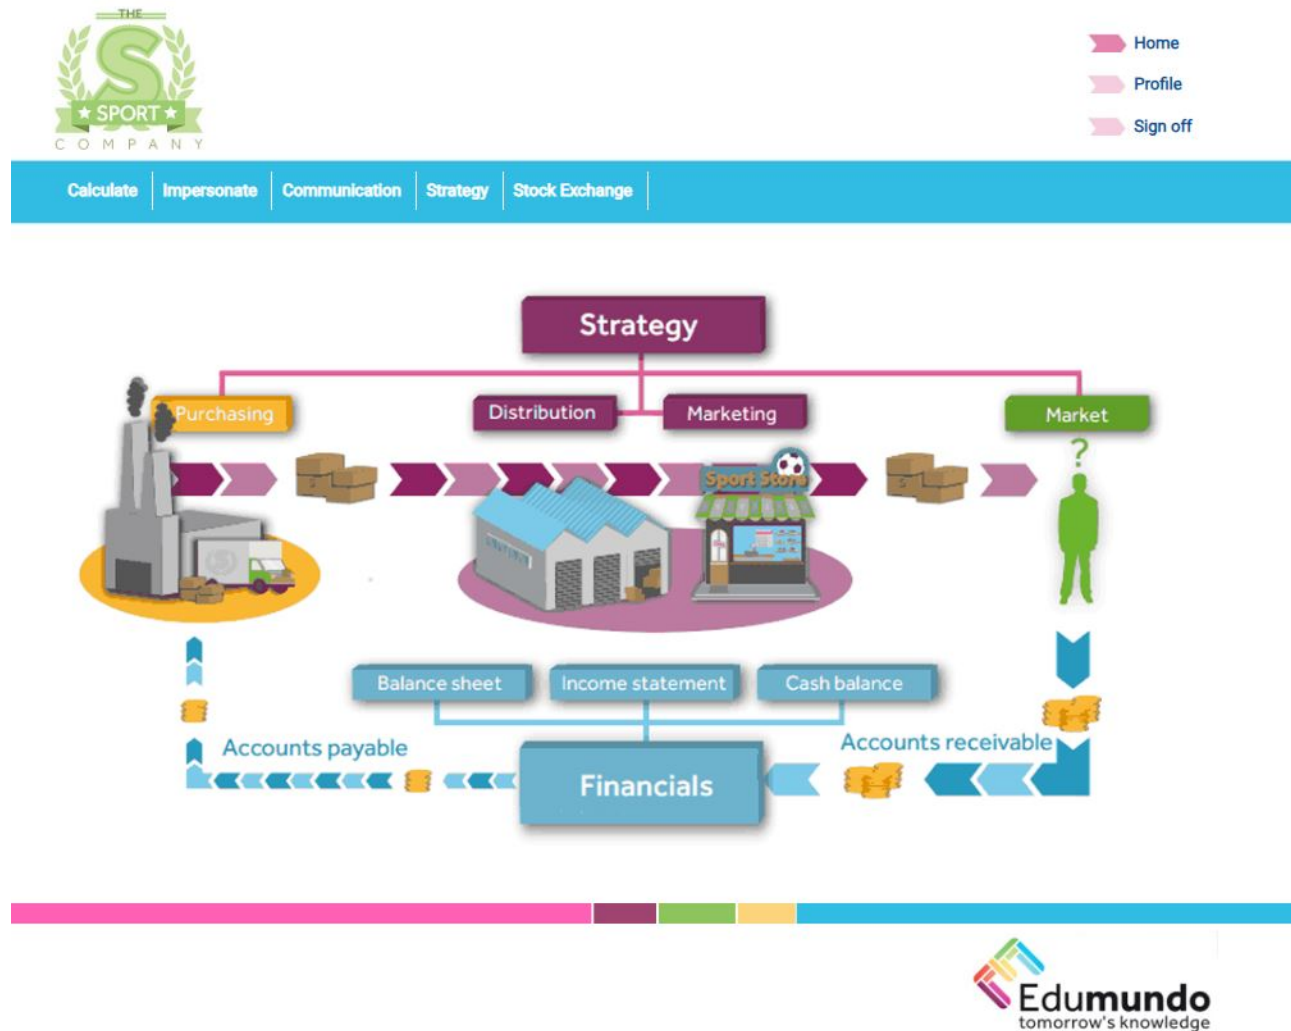 THE
S
SPORT
COMPANY
Home
Profile
Sign off
Calculate
Impersonate
Communication
Strategy
Stock Exchange
Strategy
Purchasing
Distribution
Marketing
Market
?
Sport Store
S
Balance sheet
Income statement
Cash balance
Accounts payable
Accounts receivable
Financials
Edumundo
tomorrow's knowledge